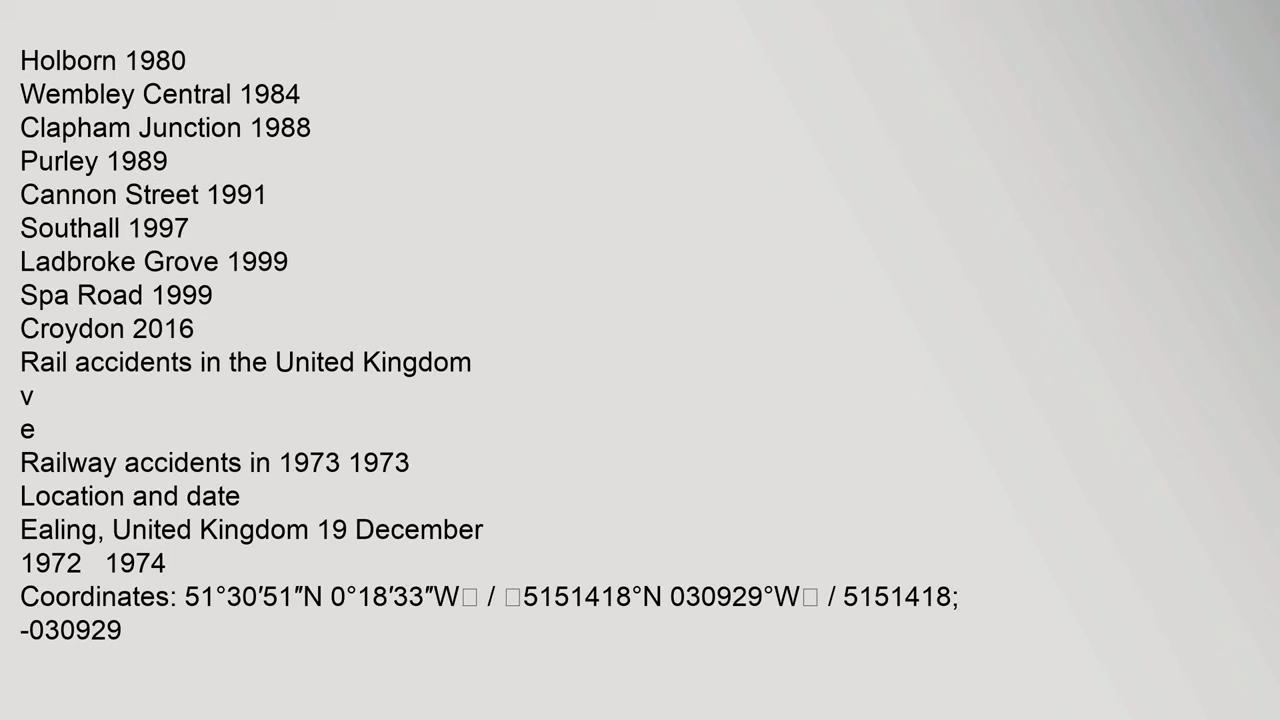 Holborn 1980
Wembley Central 1984
Clapham Junction 1988
Purley 1989
Cannon Street 1991
Southall 1997
Ladbroke Grove 1999
Spa Road 1999
Croydon 2016
Rail accidents in the United Kingdom
v
e
Railway accidents in 1973 1973
Location and date
Ealing, United Kingdom 19 December
1972   1974
Coordinates: 51°30′51″N 0°18′33″W□ / □5151418°N 030929°W□ / 5151418;
-030929